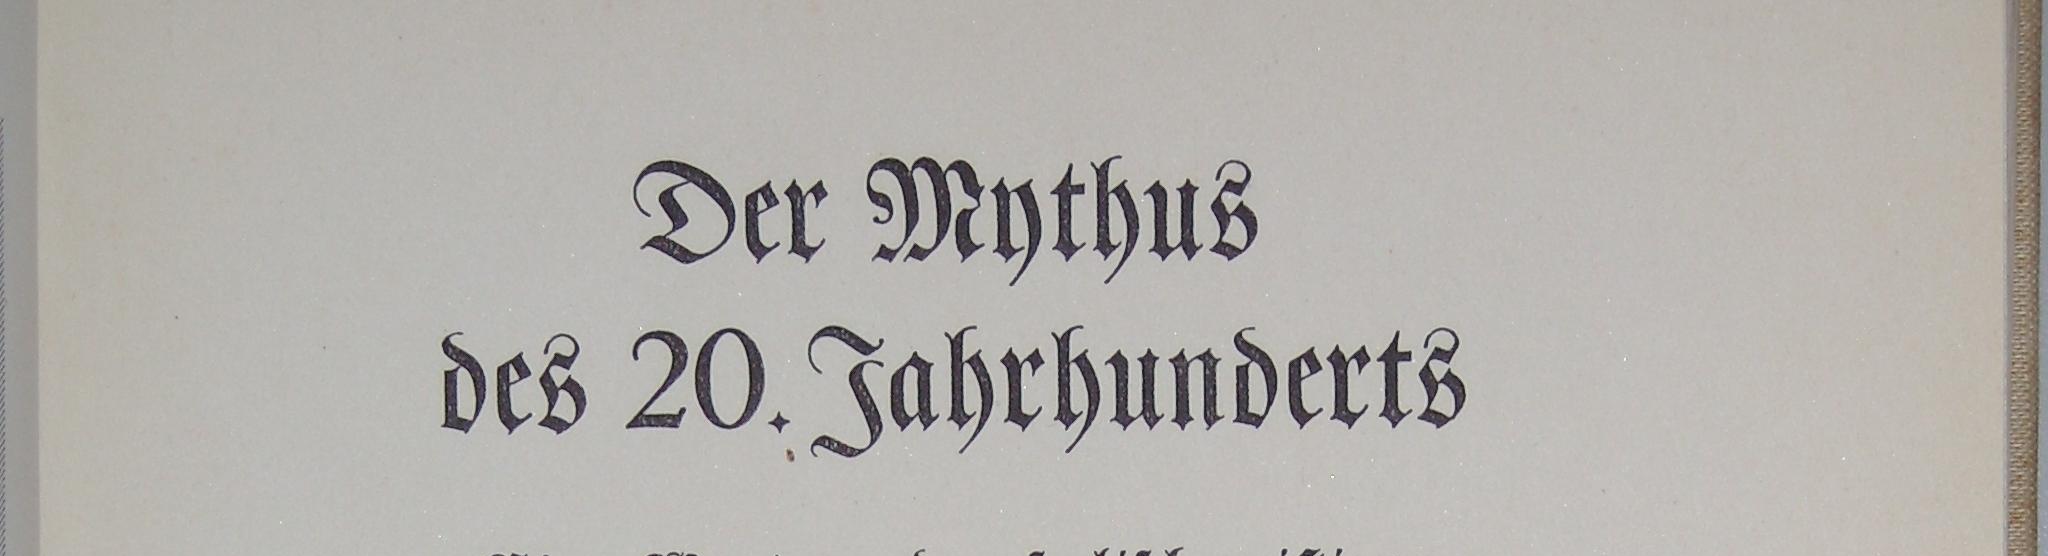 Der Mythus
des 20. Jahrhunderts